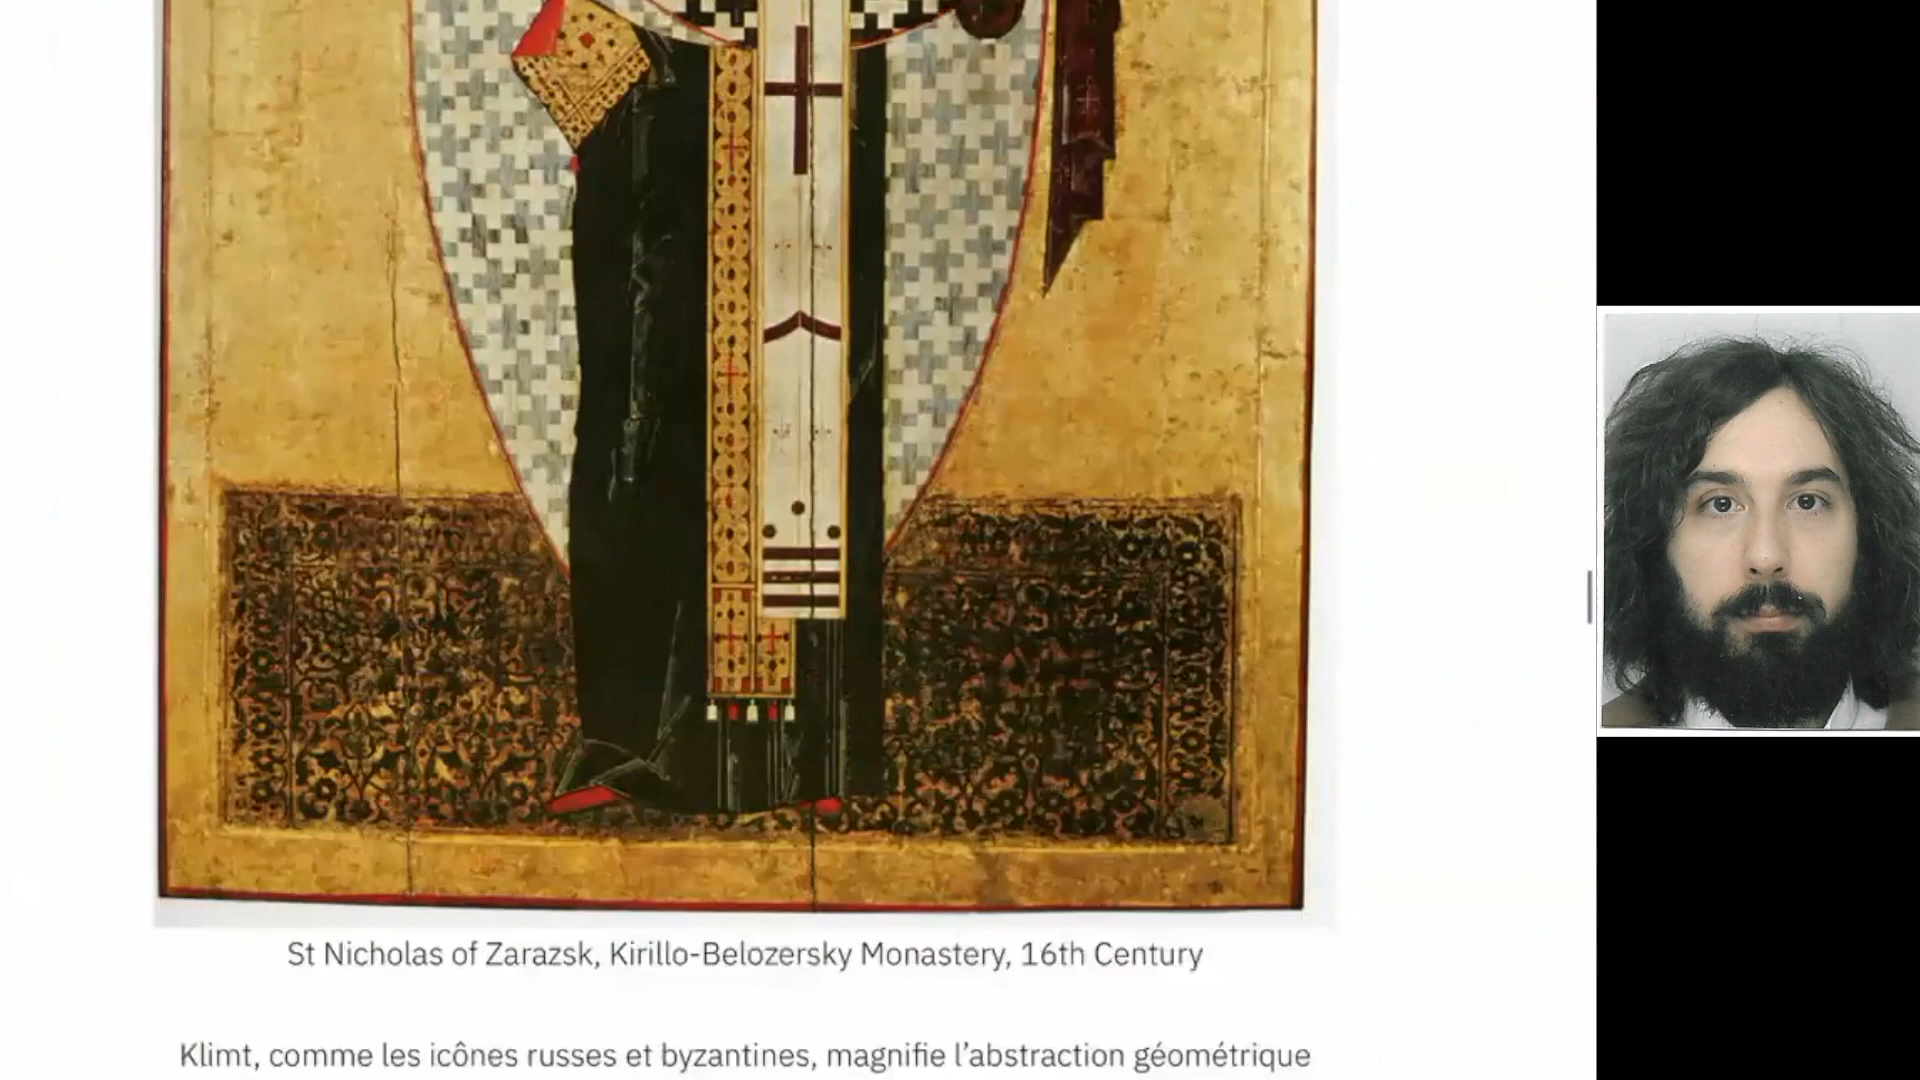 St Nicholas of Zarazsk, Kirillo-Belozersky Monastery, 16th Century
Klimt, comme les icônes russes et byzantines, magnifie l’abstraction géométrique